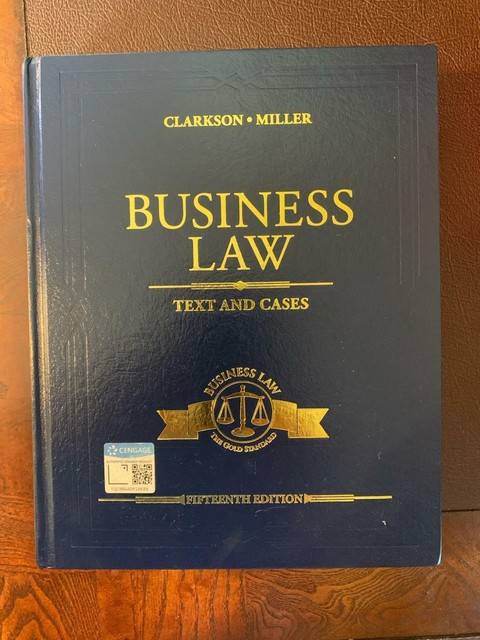 CLARKSON • MILLER
BUSINESS
LAW
TEXT AND CASES
BUSINESS LAW
THE GOLD STANDARD
CENGAGE
FIFTEENTH EDITION